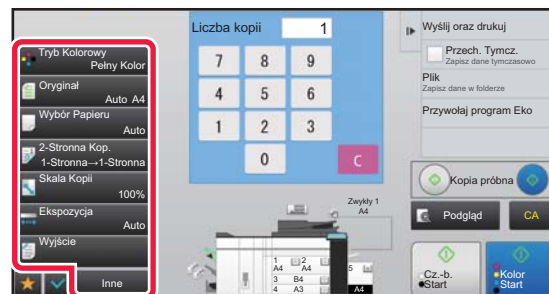 Tryb Kolorowy
Pełny Kolor
Oryginał
Auto A4
Wybór Papieru
Auto
2-Stronna Kop.
1-Stronna→1-Stronna
Skala Kopii
100%
Ekspozycja
Auto
Wyjście
Inne
Liczba kopii 1
7 8 9
4 5 6
1 2 3
0 C
Zwykły 1
A4
1 A4
2 A4
3 B4
4 A3
5
A4
Wyślij oraz drukuj
Przech. Tymcz.
Zapisz dane tymczasowo
Plik
Zapisz dane w folderze
Przywołaj program Eko
Kopia próbna
Podgląd
CA
Cz.-b.
Start
Kolor
Start